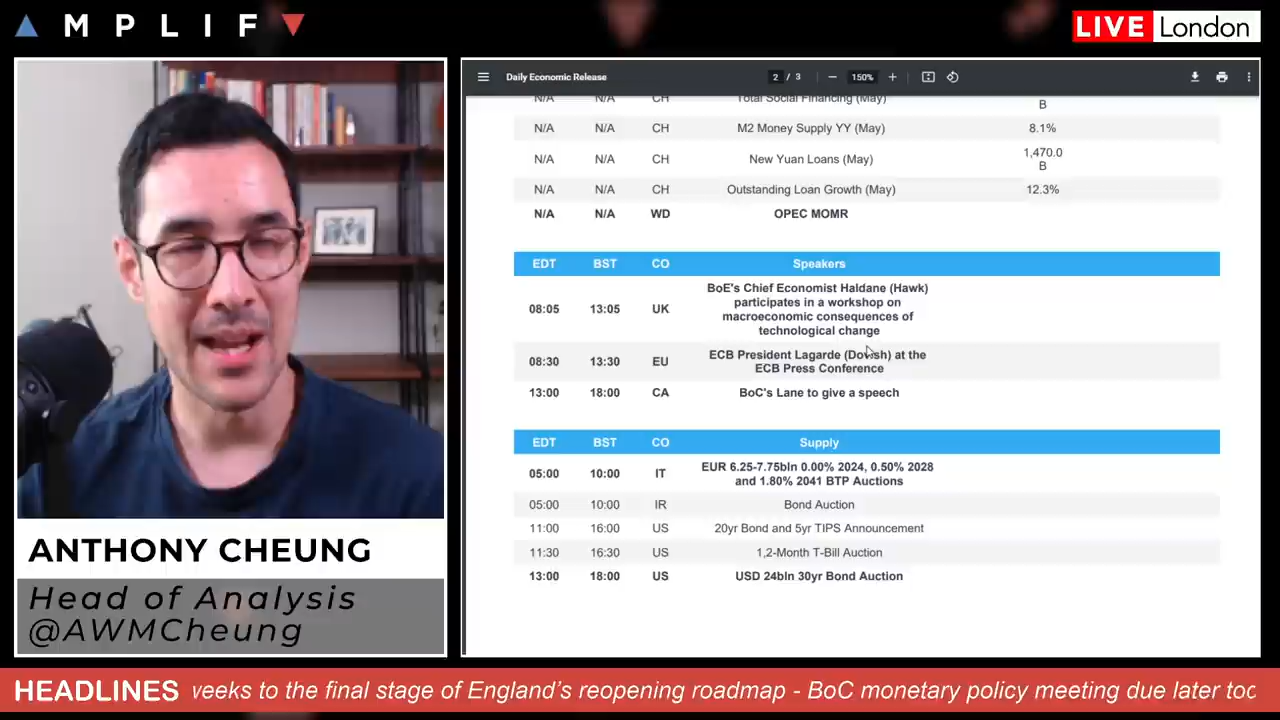 AMPLIFY
LIVE London
Daily Economic Release
2 / 3
150%
N/A N/A CH Total Social Financing (May) B
N/A N/A CH M2 Money Supply YY (May) 8.1%
N/A N/A CH New Yuan Loans (May) 1,470.0
B
N/A N/A CH Outstanding Loan Growth (May) 12.3%
N/A N/A WD OPEC MOMR
EDT BST CO Speakers
BoE's Chief Economist Haldane (Hawk)
participates in a workshop on
08:05 13:05 UK
macroeconomic consequences of
technological change
08:30 13:30 EU
ECB President Lagarde (Dovish) at the
ECB Press Conference
13:00 18:00 CA BoC's Lane to give a speech
EDT BST CO Supply
05:00 10:00 IT
EUR 6.25-7.75bln 0.00% 2024, 0.50% 2028
and 1.80% 2041 BTP Auctions
05:00 10:00 IR Bond Auction
11:00 16:00 US 20yr Bond and 5yr TIPS Announcement
11:30 16:30 US 1,2-Month T-Bill Auction
13:00 18:00 US USD 24bln 30yr Bond Auction
ANTHONY CHEUNG
Head of Analysis
@AWMCheung
HEADLINES veeks to the final stage of England's reopening roadmap - BoC monetary policy meeting due later toc